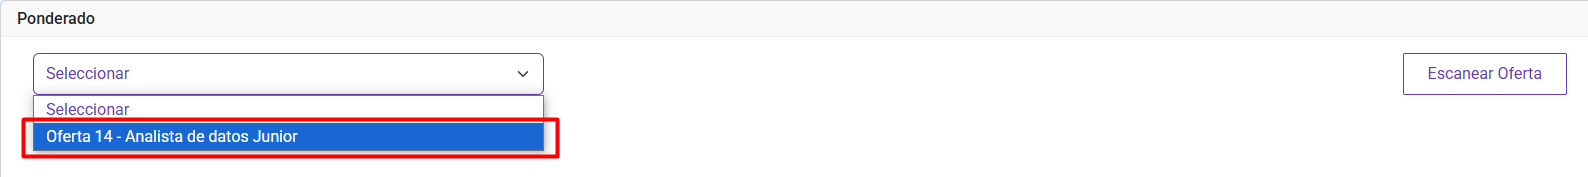 Ponderado
Seleccionar
Escanear Oferta
Seleccionar
Oferta 14 - Analista de datos Junior